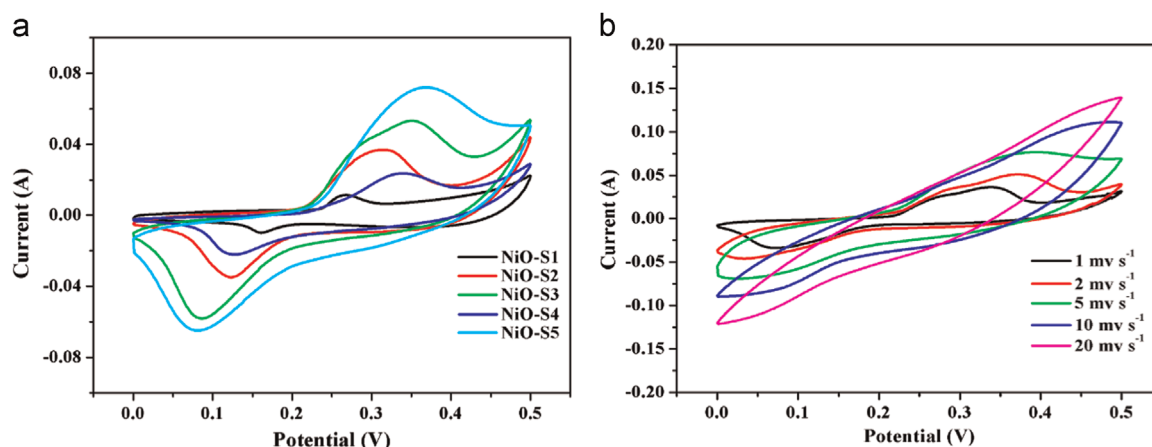 a
0.08
0.04
0.00
-0.04
-0.08
Current (A)
NiO-S1
NiO-S2
NiO-S3
NiO-S4
NiO-S5
0.0 0.1 0.2 0.3 0.4 0.5
Potential (V)
b
0.20
0.15
0.10
0.05
0.00
-0.05
-0.10
-0.15
-0.20
Current (A)
1 mv s⁻¹
2 mv s⁻¹
5 mv s⁻¹
10 mv s⁻¹
20 mv s⁻¹
0.0 0.1 0.2 0.3 0.4 0.5
Potential (V)